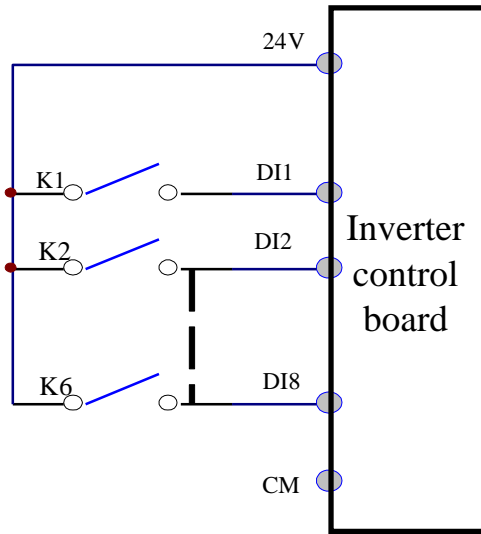 24V
K1
DI1
K2
DI2
Inverter
control
board
K6
DI8
CM